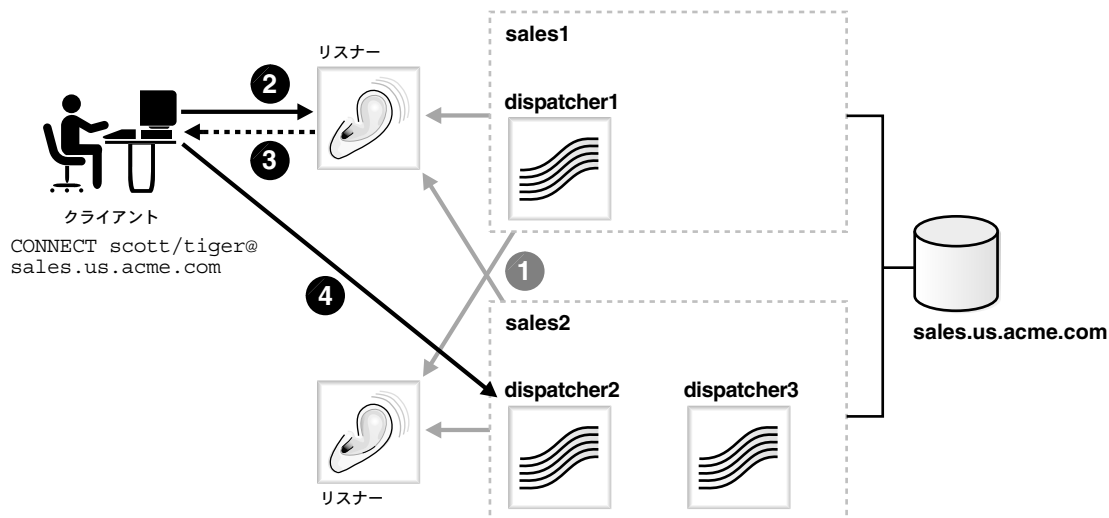 sales1
リスナー
dispatcher1
2
3
クライアント
CONNECT scott/tiger@
sales.us.acme.com
1
4
sales2
sales.us.acme.com
dispatcher2
dispatcher3
リスナー